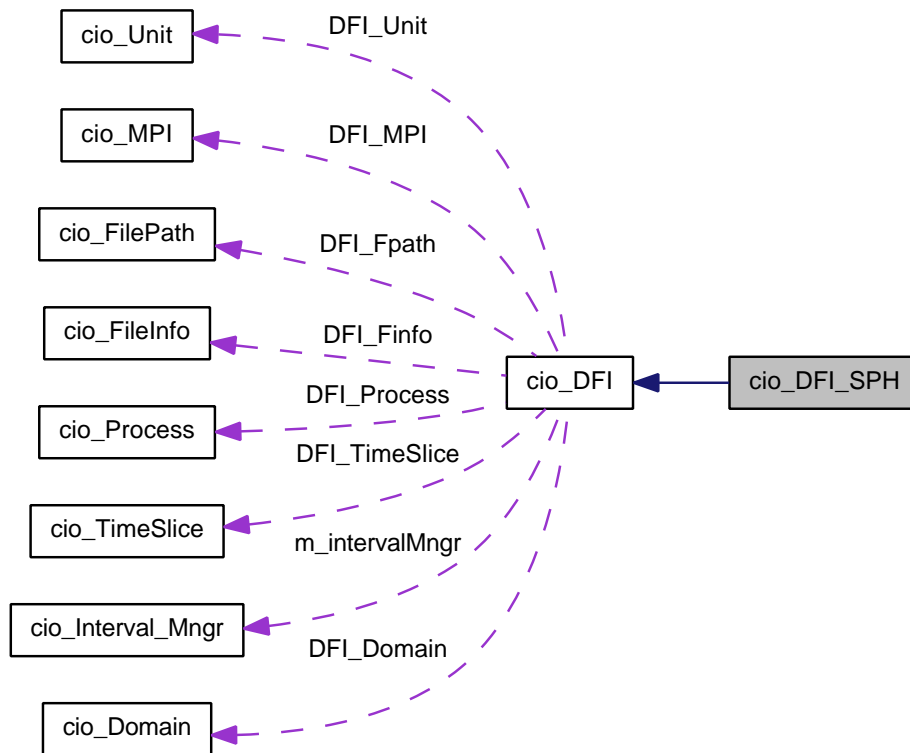 cio_Unit
DFI_Unit
cio_MPI
DFI_MPI
cio_FilePath
DFI_Fpath
cio_FileInfo
DFI_Finfo
cio_DFI
cio_DFI_SPH
cio_Process
DFI_Process
cio_TimeSlice
DFI_TimeSlice
cio_Interval_Mngr
m_intervalMngr
cio_Domain
DFI_Domain